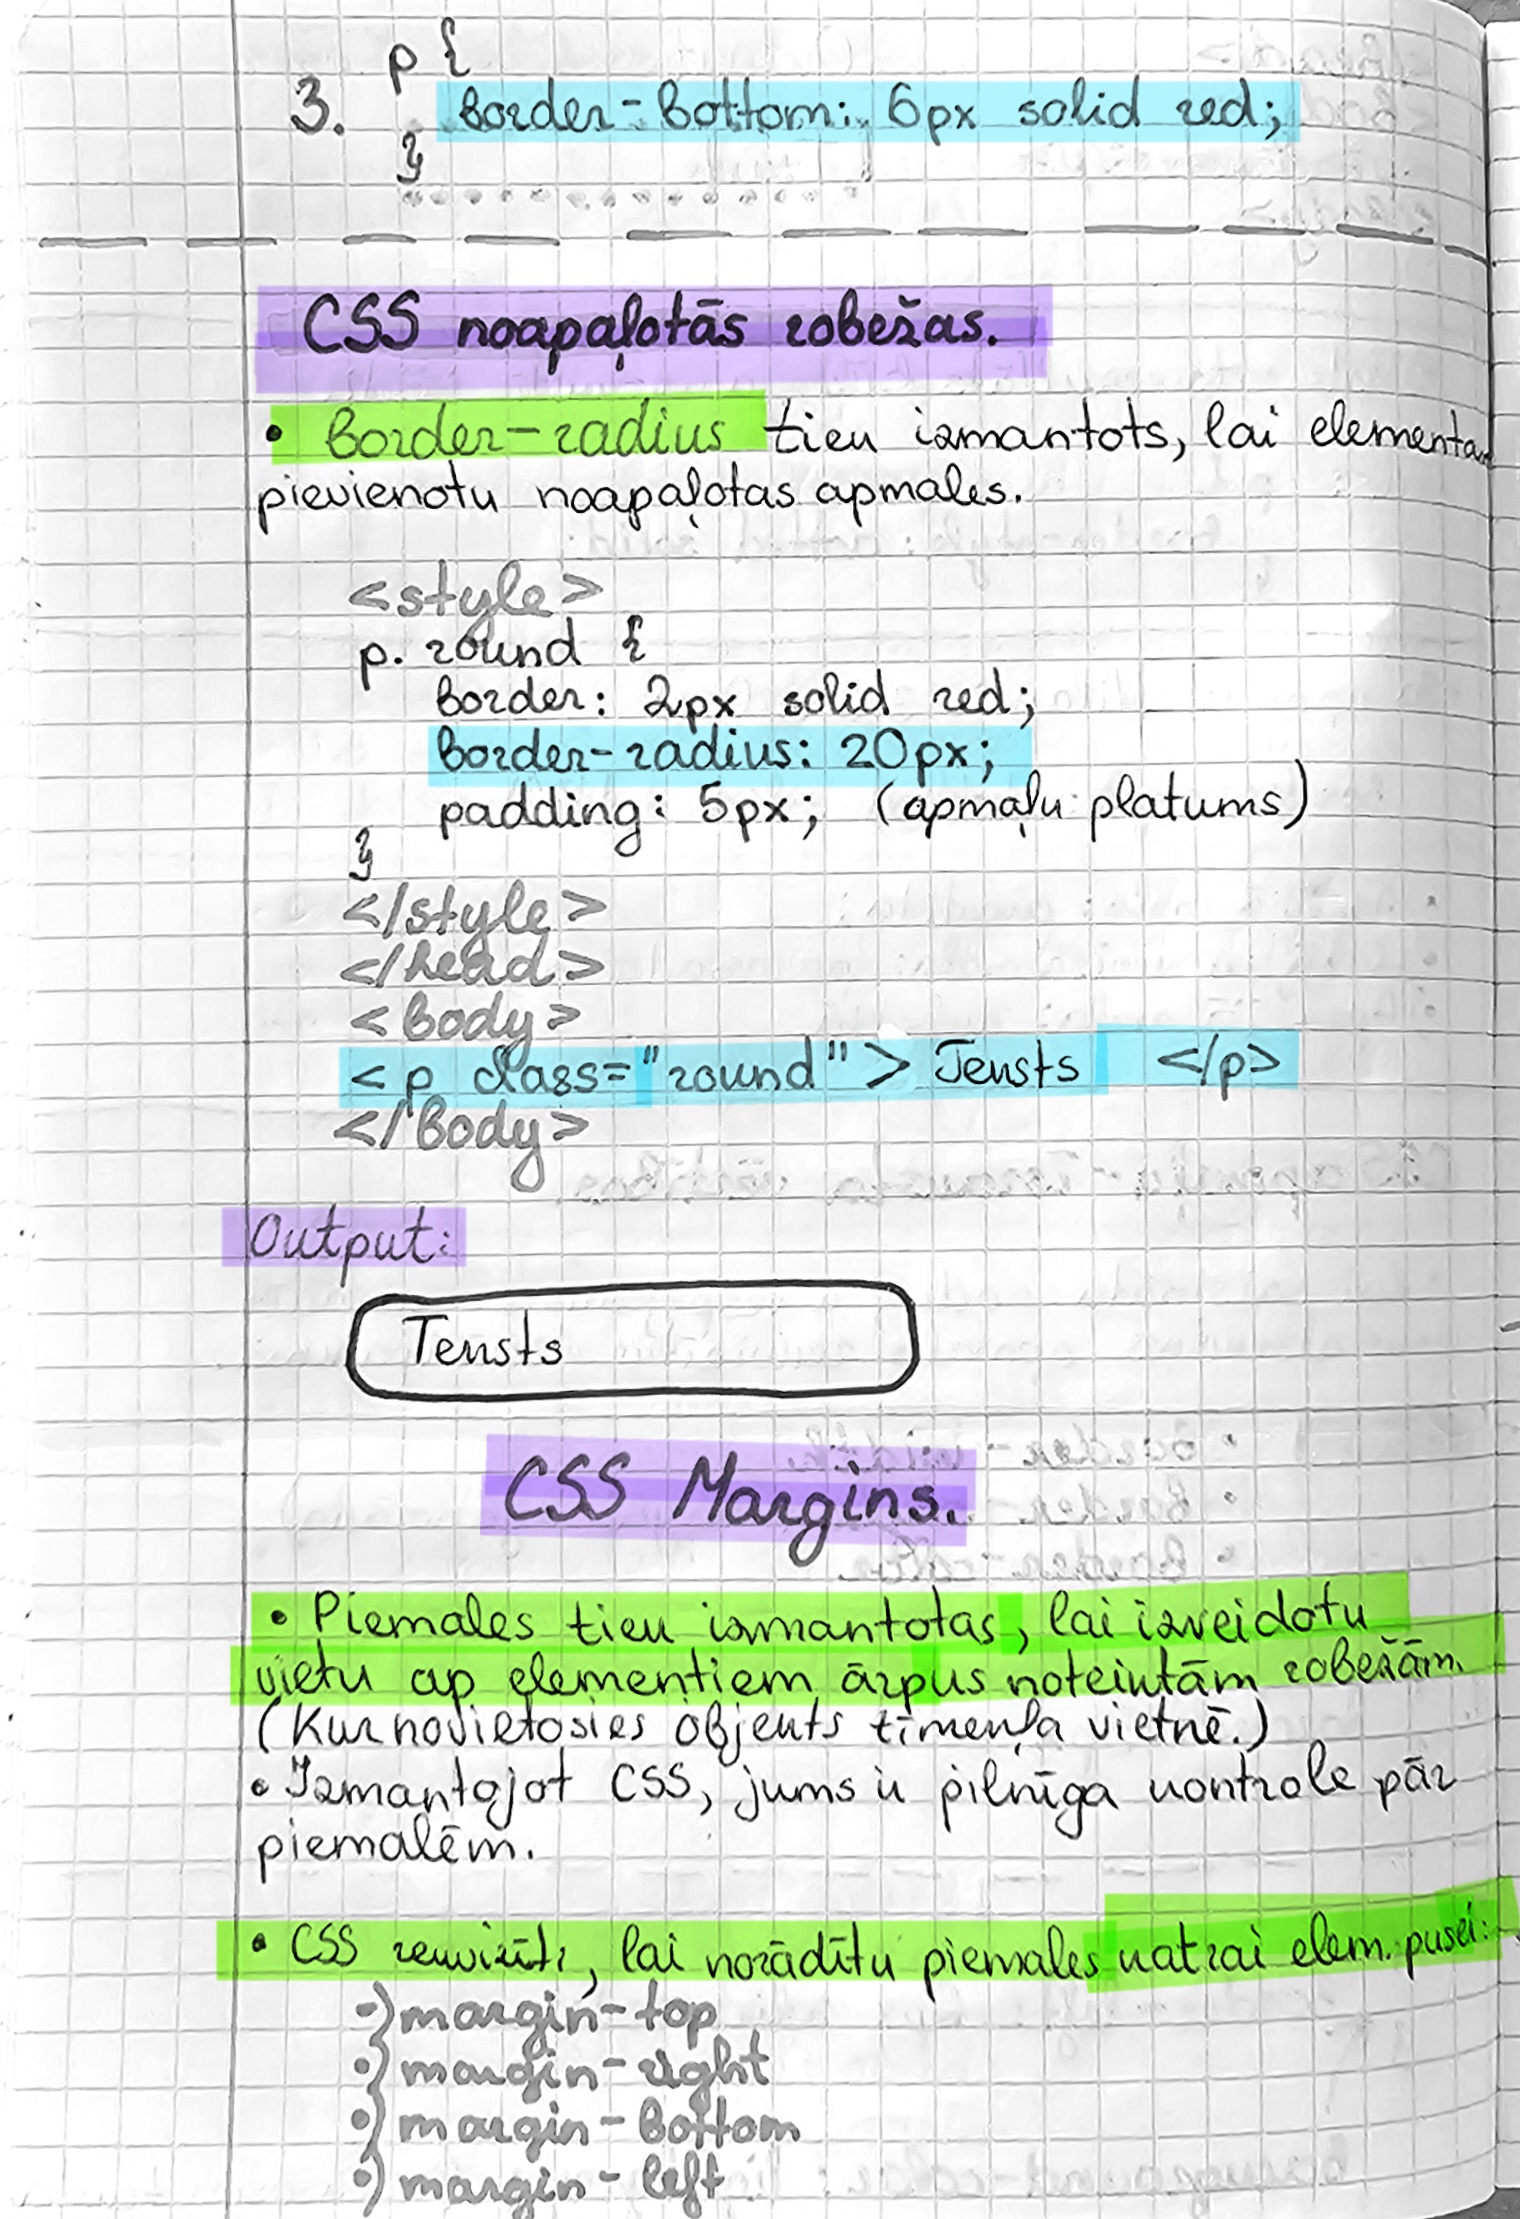 p {
3. border-bottom: 6px solid red;
}
CSS noapaļotās robežas.
• Border-radius tiek izmantots, lai elementam
pievienotu noapaļotas apmales.
<style>
p. round {
border: 2px solid red;
border-radius: 20px;
padding: 5px; (apmaļu platums)
}
</style>
</head>
<body>
<p class="round"> Teksts </p>
</body>
Output:
Teksts
CSS Margins.
• Piemales tiek izmantotas, lai izveidotu
vietu ap elementiem ārpus noteiktām robežām.
(Kur novietosies objekts tīmekļa vietnē.)
• Izmantojot CSS, jums ir pilnīga kontrole pār
piemalēm.
• CSS rekvizīti, lai norādītu piemales katrai elem. pusei:
•) margin-top
•) margin-right
•) margin-bottom
•) margin-left